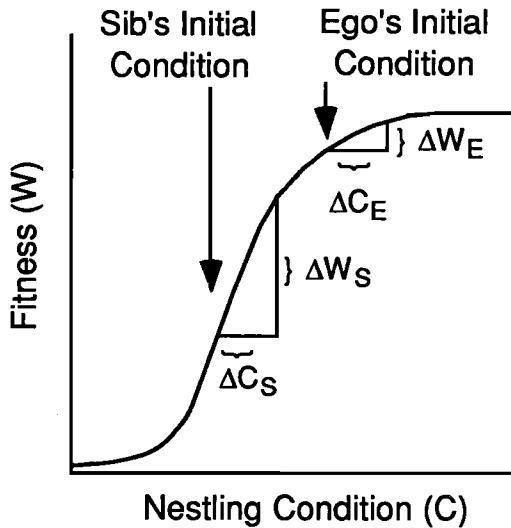 Sib's Initial
Condition
Ego's Initial
Condition
} ΔW_E
ΔC_E
} ΔW_S
ΔC_S
Fitness (W)
Nestling Condition (C)